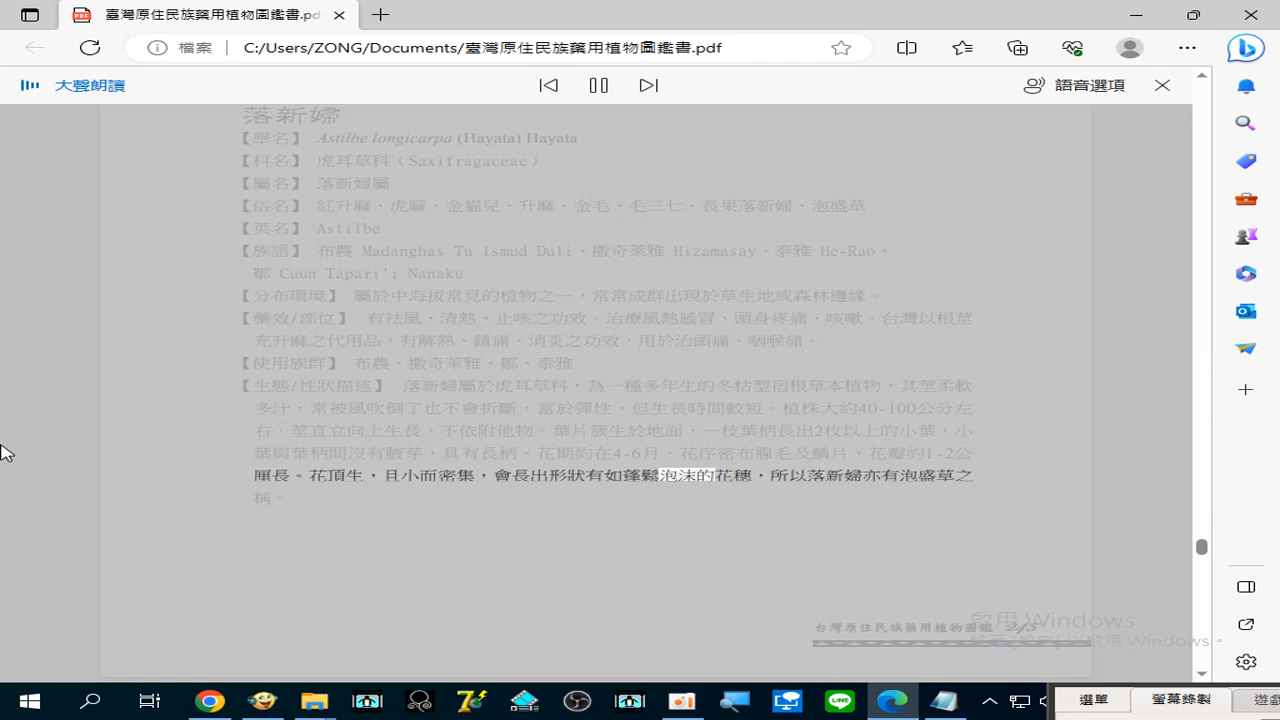 臺灣原住民族藥用植物圖鑑書.pd
檔案
C:/Users/ZONG/Documents/臺灣原住民族藥用植物圖鑑書.pdf
大聲朗讀
語音選項
落新婦
【學名】 Astilbe longicarpa (Hayata) Hayata
【科名】 虎耳草科（Saxifragaceae）
【屬名】 落新婦屬
【俗名】 紅升麻、虎麻、金貓兒、升麻、金毛、毛三七、長果落新婦、泡盛草
【英名】 Astilbe
【族語】 布農 Madanghas Tu Ismud Duli、撒奇萊雅 Hizamasay、泰雅 He-Rao、
鄒 Cuun Tapari'i Nanaku
【分布環境】 屬於中海拔常見的植物之一，常常成群出現於草生地或森林邊緣。
【藥效/部位】 有祛風、清熱、止咳之功效。治療風熱感冒、頭身疼痛、咳嗽。台灣以根莖
充升麻之代用品，有解熱、鎮痛、消炎之功效，用於治頭痛、咽喉痛。
【使用族群】 布農、撒奇萊雅、鄒、泰雅
【生態/性狀描述】 落新婦屬於虎耳草科，為一種多年生的冬枯型宿根草本植物，其莖柔軟
多汁，常被風吹倒了也不會折斷，富於彈性，但生長時間較短。植株大約40-100公分左
右，莖直立向上生長，不依附他物。葉片簇生於地面，一枝葉柄長出2枚以上的小葉，小
葉與葉柄間沒有腋芽，具有長柄。花期約在4-6月，花序密布腺毛及鱗片，花瓣約1-2公
厘長。花頂生，且小而密集，會長出形狀有如蓬鬆泡沫的花穗，所以落新婦亦有泡盛草之
稱。
台灣原住民族藥用植物圖鑑 245
啟用 Windows
移至 [設定] 以啟用 Windows。
LINE
選單
螢幕錄製
遊戲